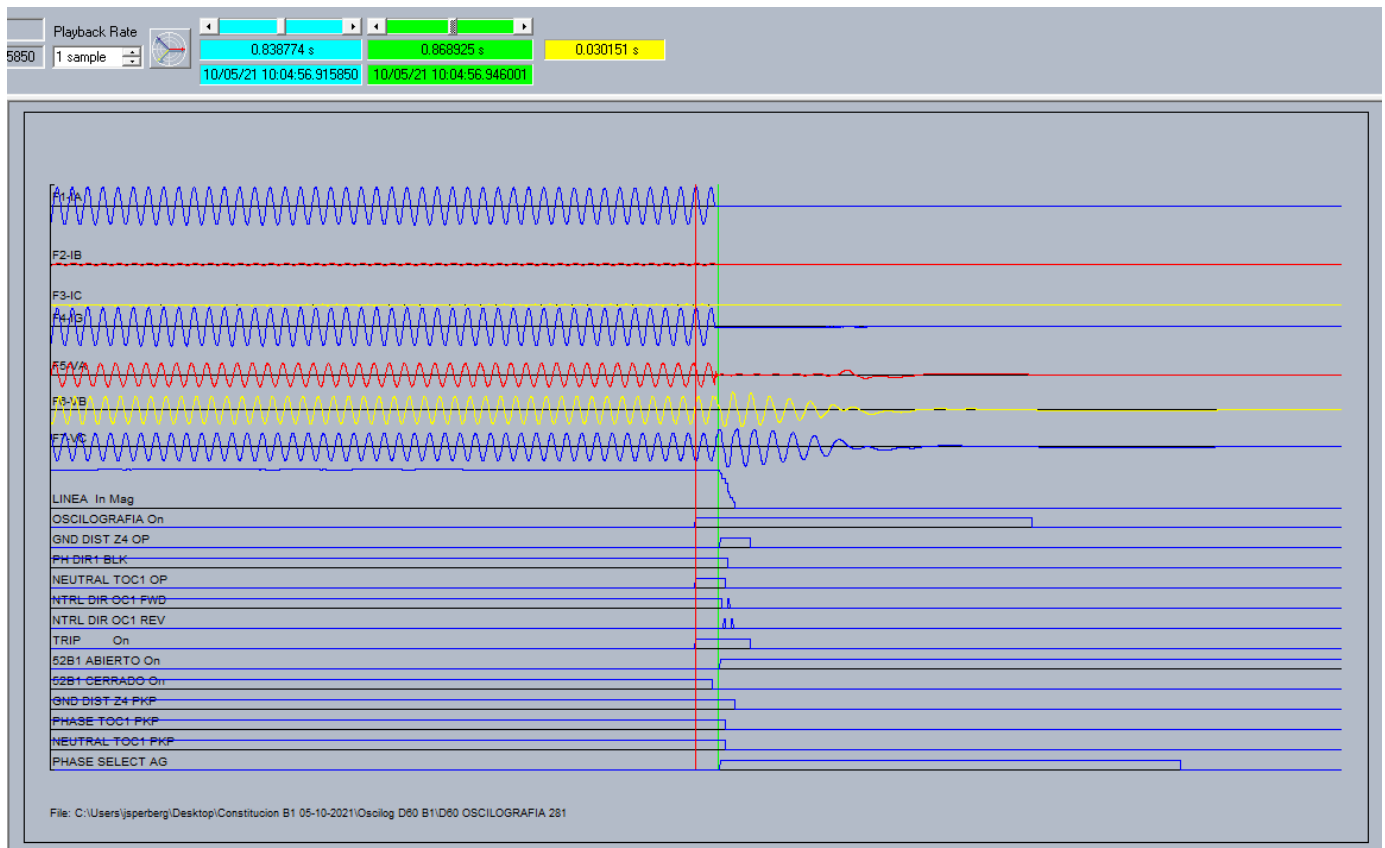 Playback Rate
5850
1 sample
0.838774 s
0.868925 s
0.030151 s
10/05/21 10:04:56.915850
10/05/21 10:04:56.946001
F1-IA
F2-IB
F3-IC
F4-IG
F5-VA
F6-VB
F7-VC
LINEA In Mag
OSCILOGRAFIA On
GND DIST Z4 OP
PH DIR1 BLK
NEUTRAL TOC1 OP
NTRL DIR OC1 FWD
NTRL DIR OC1 REV
TRIP On
52B1 ABIERTO On
52B1 CERRADO On
GND DIST Z4 PKP
PHASE TOC1 PKP
NEUTRAL TOC1 PKP
PHASE SELECT AG
File: C:\Users\jsperberg\Desktop\Constitucion B1 05-10-2021\Oscilog D60 B1\D60 OSCILOGRAFIA 281